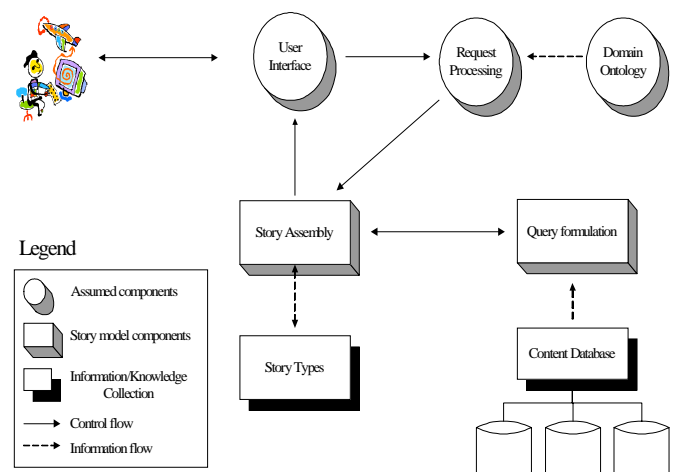 User
Interface
Request
Processing
Domain
Ontology
Story Assembly
Query formulation
Story Types
Content Database
Legend
Assumed components
Story model components
Information/Knowledge
Collection
Control flow
Information flow